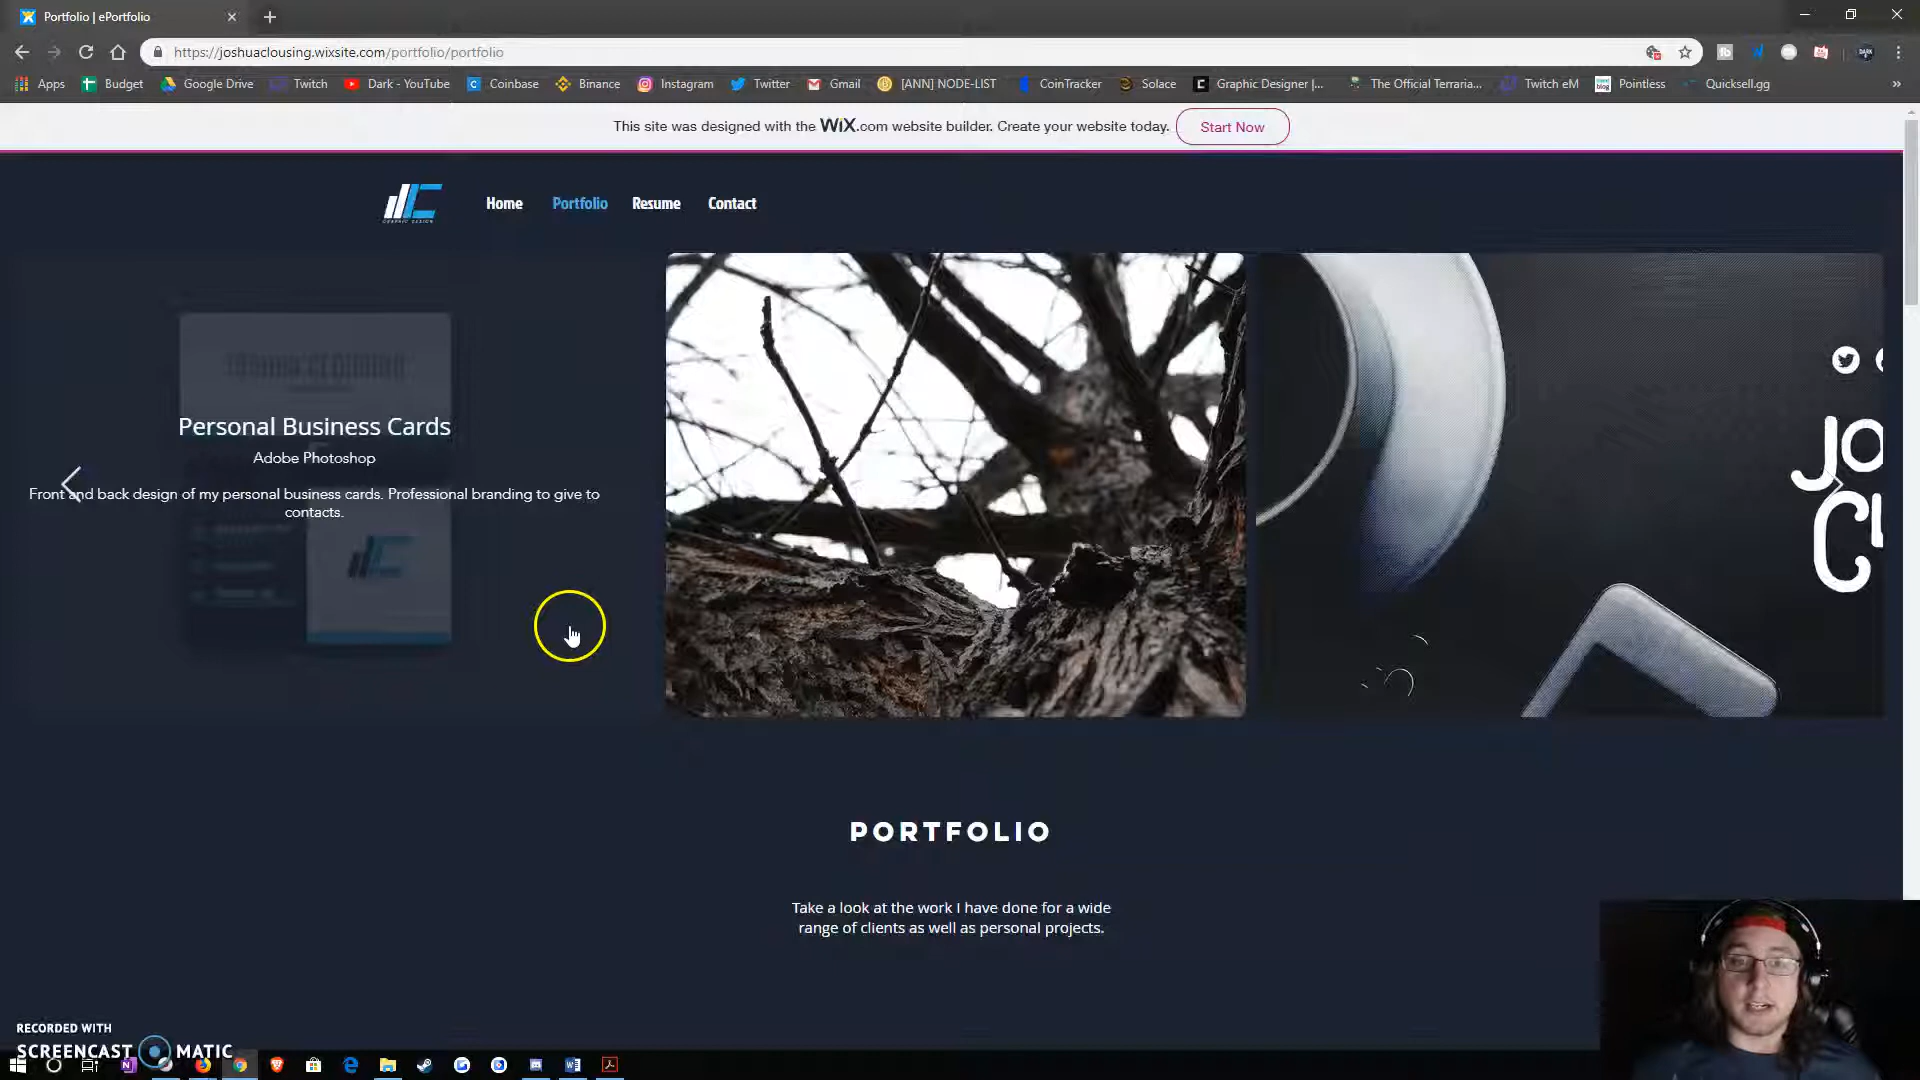 Portfolio | ePortfolio
https://joshuaclousing.wixsite.com/portfolio/portfolio
Apps Budget Google Drive Twitch Dark - YouTube Coinbase Binance Instagram Twitter Gmail [ANN] NODE-LIST CoinTracker Solace Graphic Designer |... The Official Terraria... Twitch eM Pointless Quicksell.gg »
This site was designed with the WiX.com website builder. Create your website today. Start Now
Home Portfolio Resume Contact
Personal Business Cards
Adobe Photoshop
Front and back design of my personal business cards. Professional branding to give to
contacts.
PORTFOLIO
Take a look at the work I have done for a wide
range of clients as well as personal projects.
RECORDED WITH
SCREENCAST MATIC